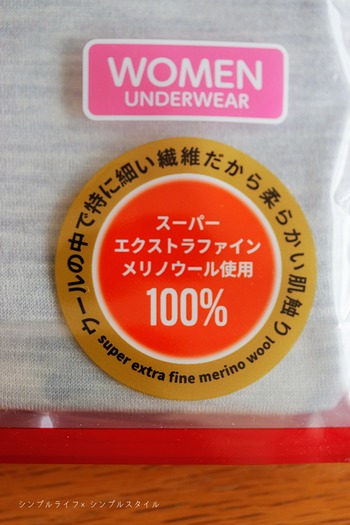 WOMEN
UNDERWEAR
ウールの中で特に細い繊維だから柔らかい肌触り
スーパー
エクストラファイン
メリノウール使用
100%
super extra fine merino wool
シンプルライフ×シンプルスタイル